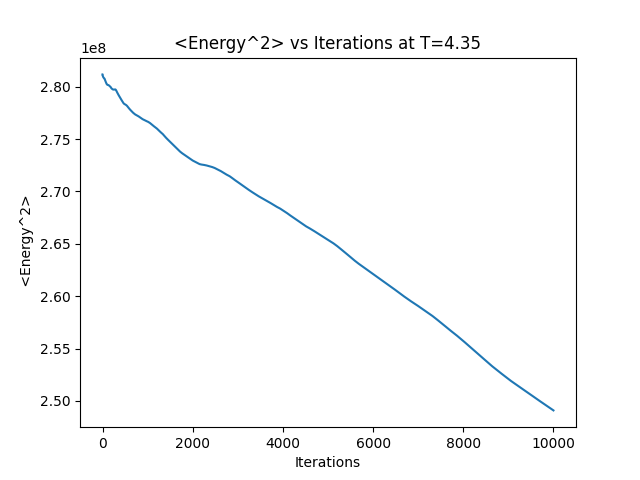 <Energy^2> vs Iterations at T=4.35
1e8
2.80
2.75
2.70
2.65
2.60
2.55
2.50
<Energy^2>
0 2000 4000 6000 8000 10000
Iterations